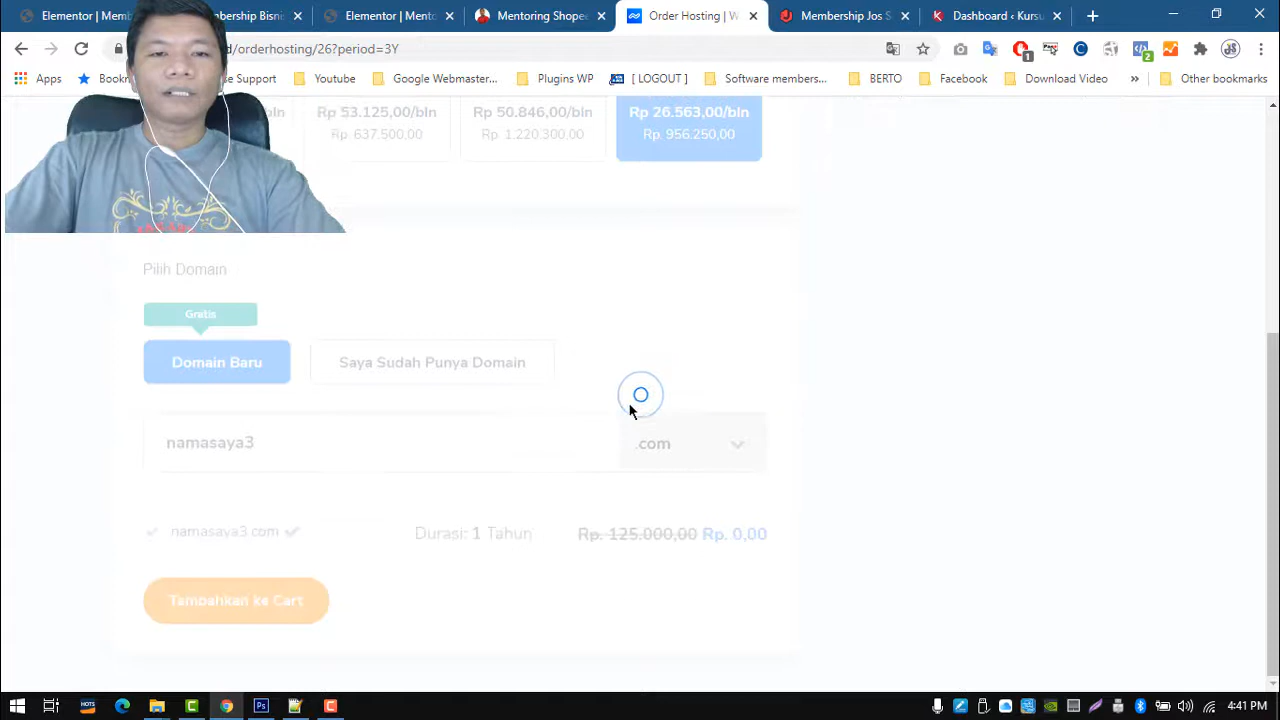 Elementor | Me
bership Bisni
Elementor | Mento
Mentoring Shope
Order Hosting | W
Membership Jos S
Dashboard ‹ Kursu
d/orderhosting/26?period=3Y
Apps
Bookm
e Support
Youtube
Google Webmaster...
Plugins WP
[ LOGOUT ]
Software members...
BERTO
Facebook
Download Video
Other bookmarks
/bln
Rp 53.125,00/bln
Rp 50.846,00/bln
Rp 26.563,00/bln
Rp. 637.500,00
Rp. 1.220.300,00
Rp. 956.250,00
Pilih Domain
Gratis
Domain Baru
Saya Sudah Punya Domain
namasaya3
.com
namasaya3.com
Durasi: 1 Tahun
Rp. 125.000,00 Rp. 0,00
Tambahkan ke Cart
4:41 PM